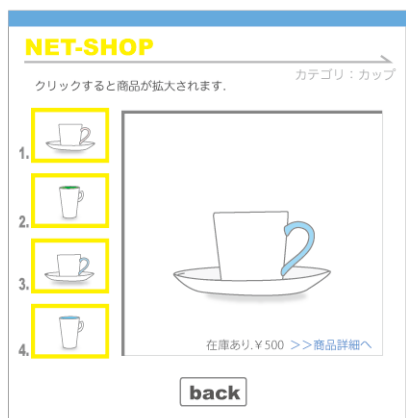 NET-SHOP
カテゴリ：カップ
クリックすると商品が拡大されます.
1.
2.
3.
4.
在庫あり.¥500 >>商品詳細へ
back